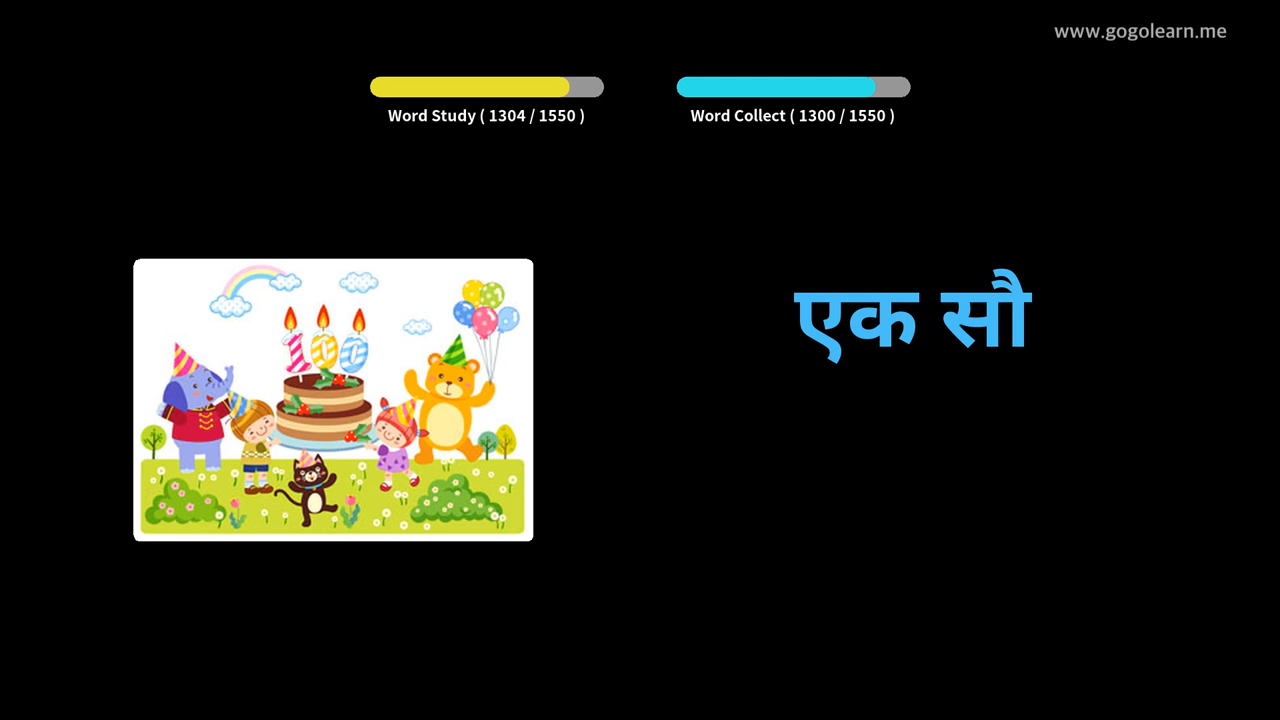 www.gogolearn.me
Word Study ( 1304 / 1550 )
Word Collect ( 1300 / 1550 )
100
एक सौ